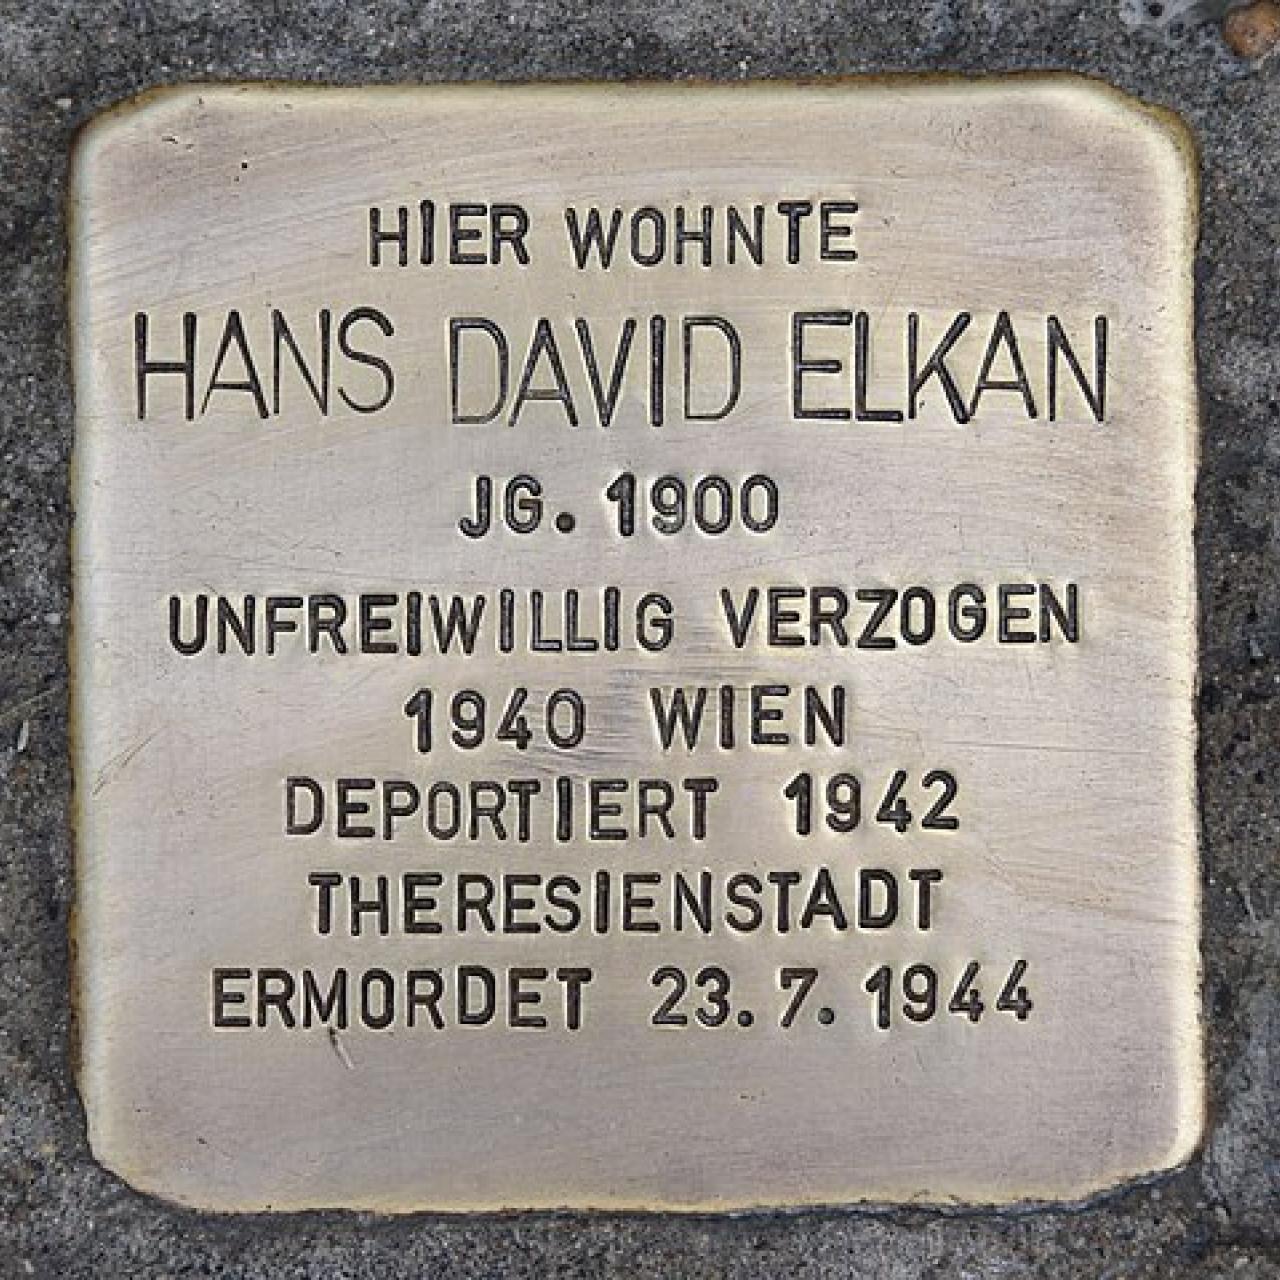 HIER WOHNTE
HANS DAVID ELKAN
JG. 1900
UNFREIWILLIG VERZOGEN
1940 WIEN
DEPORTIERT 1942
THERESIENSTADT
ERMORDET 23.7.1944